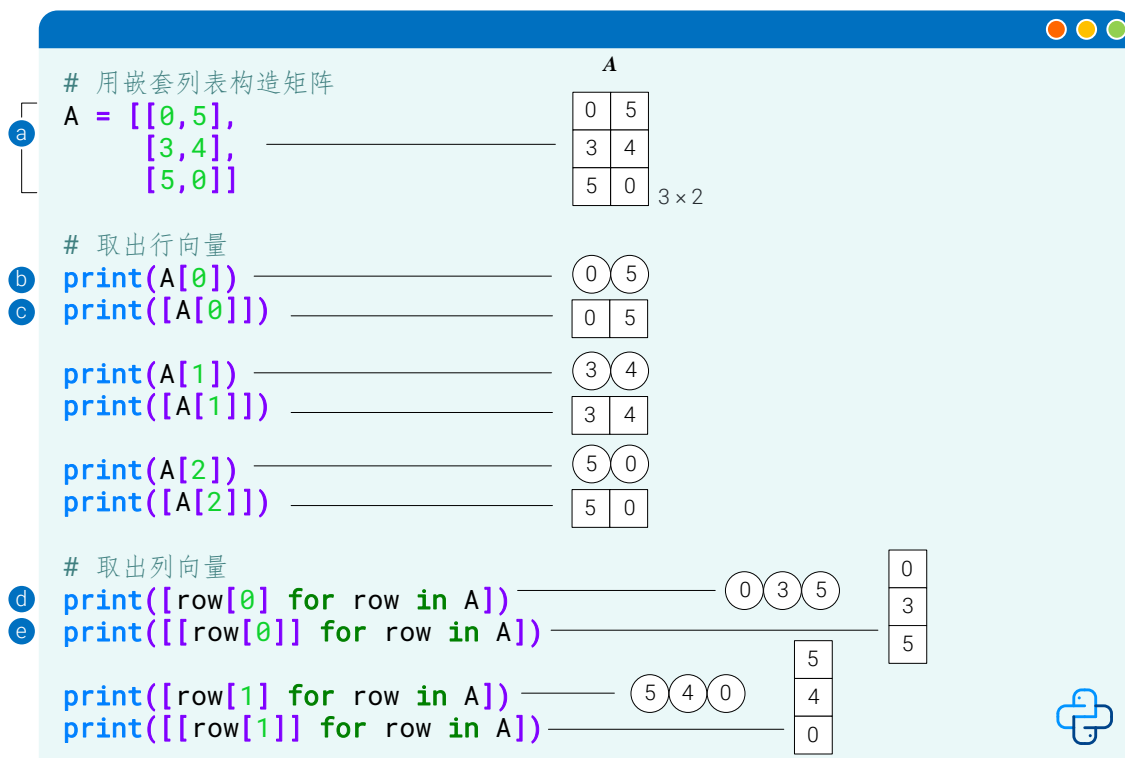 A
# 用嵌套列表构造矩阵
a
A = [[0,5],
[3,4],
[5,0]]
0 5
3 4
5 0
3 × 2
# 取出行向量
b
print(A[0])
0 5
c
print([A[0]])
0 5
print(A[1])
3 4
print([A[1]])
3 4
print(A[2])
5 0
print([A[2]])
5 0
# 取出列向量
d
print([row[0] for row in A])
0 3 5
e
print([[row[0]] for row in A])
0
3
5
print([row[1] for row in A])
5 4 0
print([[row[1]] for row in A])
5
4
0